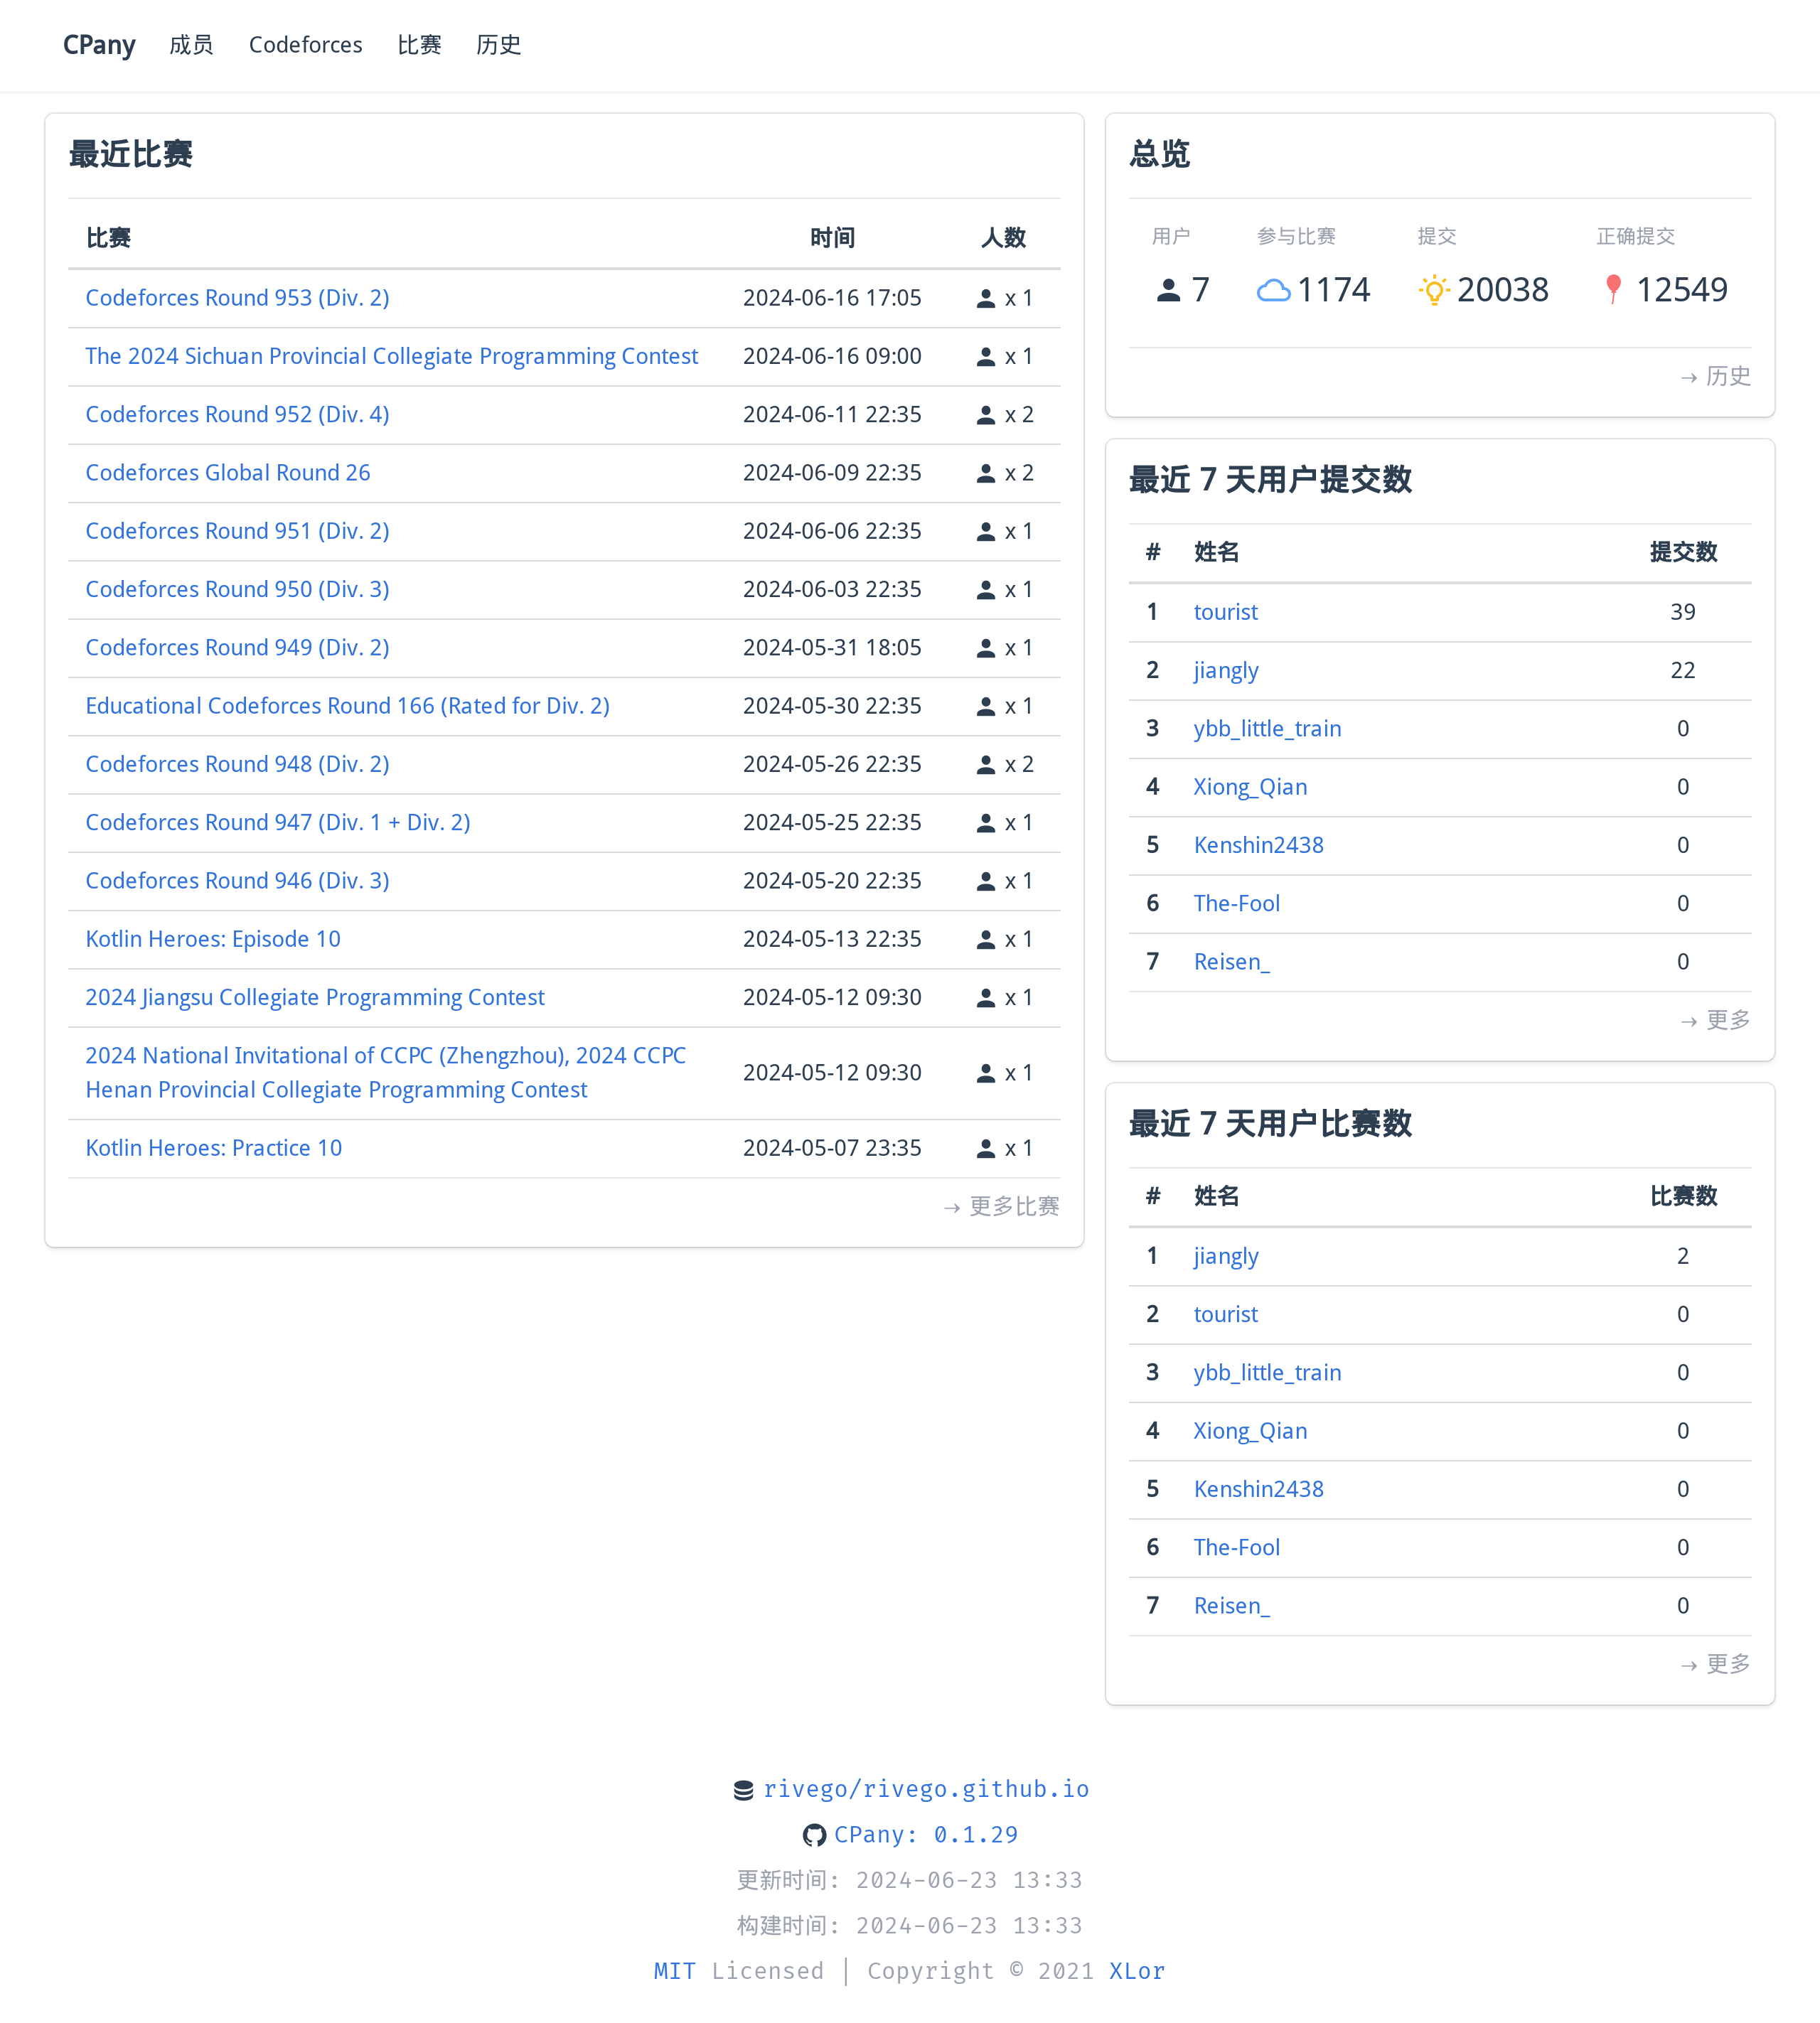 CPany 成员 Codeforces 比赛 历史
最近比赛
比赛 时间 人数
Codeforces Round 953 (Div. 2) 2024-06-16 17:05 x 1
The 2024 Sichuan Provincial Collegiate Programming Contest 2024-06-16 09:00 x 1
Codeforces Round 952 (Div. 4) 2024-06-11 22:35 x 2
Codeforces Global Round 26 2024-06-09 22:35 x 2
Codeforces Round 951 (Div. 2) 2024-06-06 22:35 x 1
Codeforces Round 950 (Div. 3) 2024-06-03 22:35 x 1
Codeforces Round 949 (Div. 2) 2024-05-31 18:05 x 1
Educational Codeforces Round 166 (Rated for Div. 2) 2024-05-30 22:35 x 1
Codeforces Round 948 (Div. 2) 2024-05-26 22:35 x 2
Codeforces Round 947 (Div. 1 + Div. 2) 2024-05-25 22:35 x 1
Codeforces Round 946 (Div. 3) 2024-05-20 22:35 x 1
Kotlin Heroes: Episode 10 2024-05-13 22:35 x 1
2024 Jiangsu Collegiate Programming Contest 2024-05-12 09:30 x 1
2024 National Invitational of CCPC (Zhengzhou), 2024 CCPC
Henan Provincial Collegiate Programming Contest 2024-05-12 09:30 x 1
Kotlin Heroes: Practice 10 2024-05-07 23:35 x 1
→ 更多比赛
总览
用户 参与比赛 提交 正确提交
7 1174 20038 12549
→ 历史
最近 7 天用户提交数
# 姓名 提交数
1 tourist 39
2 jiangly 22
3 ybb_little_train 0
4 Xiong_Qian 0
5 Kenshin2438 0
6 The-Fool 0
7 Reisen_ 0
→ 更多
最近 7 天用户比赛数
# 姓名 比赛数
1 jiangly 2
2 tourist 0
3 ybb_little_train 0
4 Xiong_Qian 0
5 Kenshin2438 0
6 The-Fool 0
7 Reisen_ 0
→ 更多
rivego/rivego.github.io
CPany: 0.1.29
更新时间: 2024-06-23 13:33
构建时间: 2024-06-23 13:33
MIT Licensed | Copyright © 2021 XLor